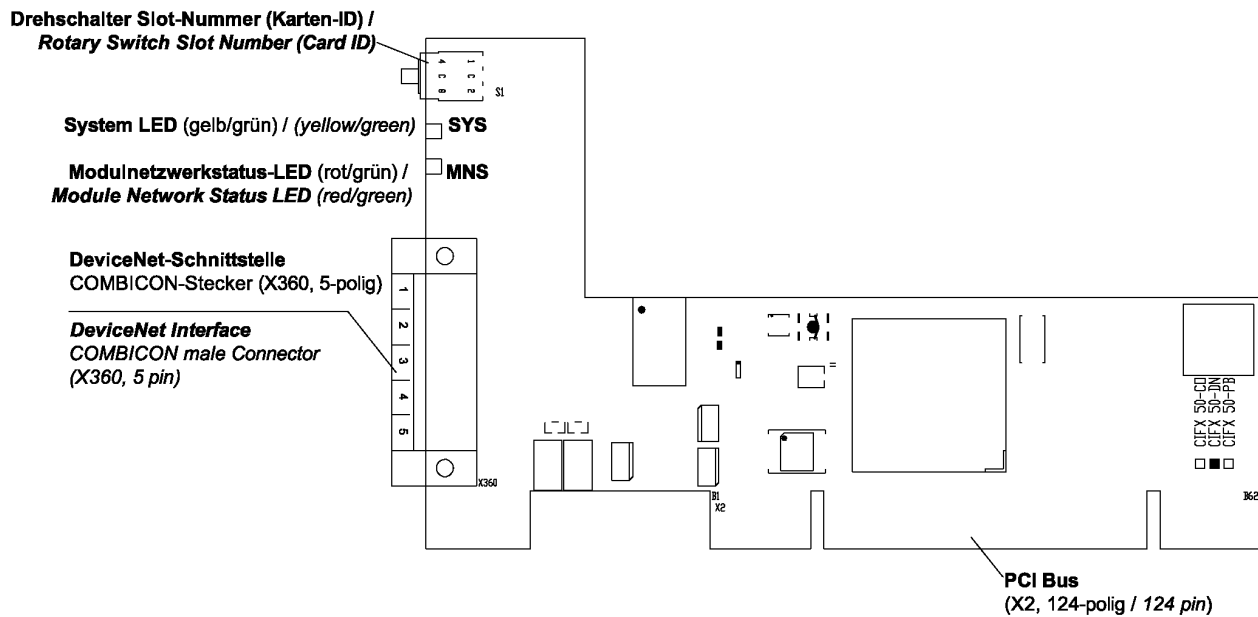 Drehschalter Slot-Nummer (Karten-ID) /
Rotary Switch Slot Number (Card ID)
S1
System LED (gelb/grün) / (yellow/green)
SYS
Modulnetzwerkstatus-LED (rot/grün) /
Module Network Status LED (red/green)
MNS
DeviceNet-Schnittstelle
COMBICON-Stecker (X360, 5-polig)
DeviceNet Interface
COMBICON male Connector
(X360, 5 pin)
1
2
3
4
5
X360
CIFX 50-CO
CIFX 50-DN
CIFX 50-PB
B1
X2
B62
PCI Bus
(X2, 124-polig / 124 pin)